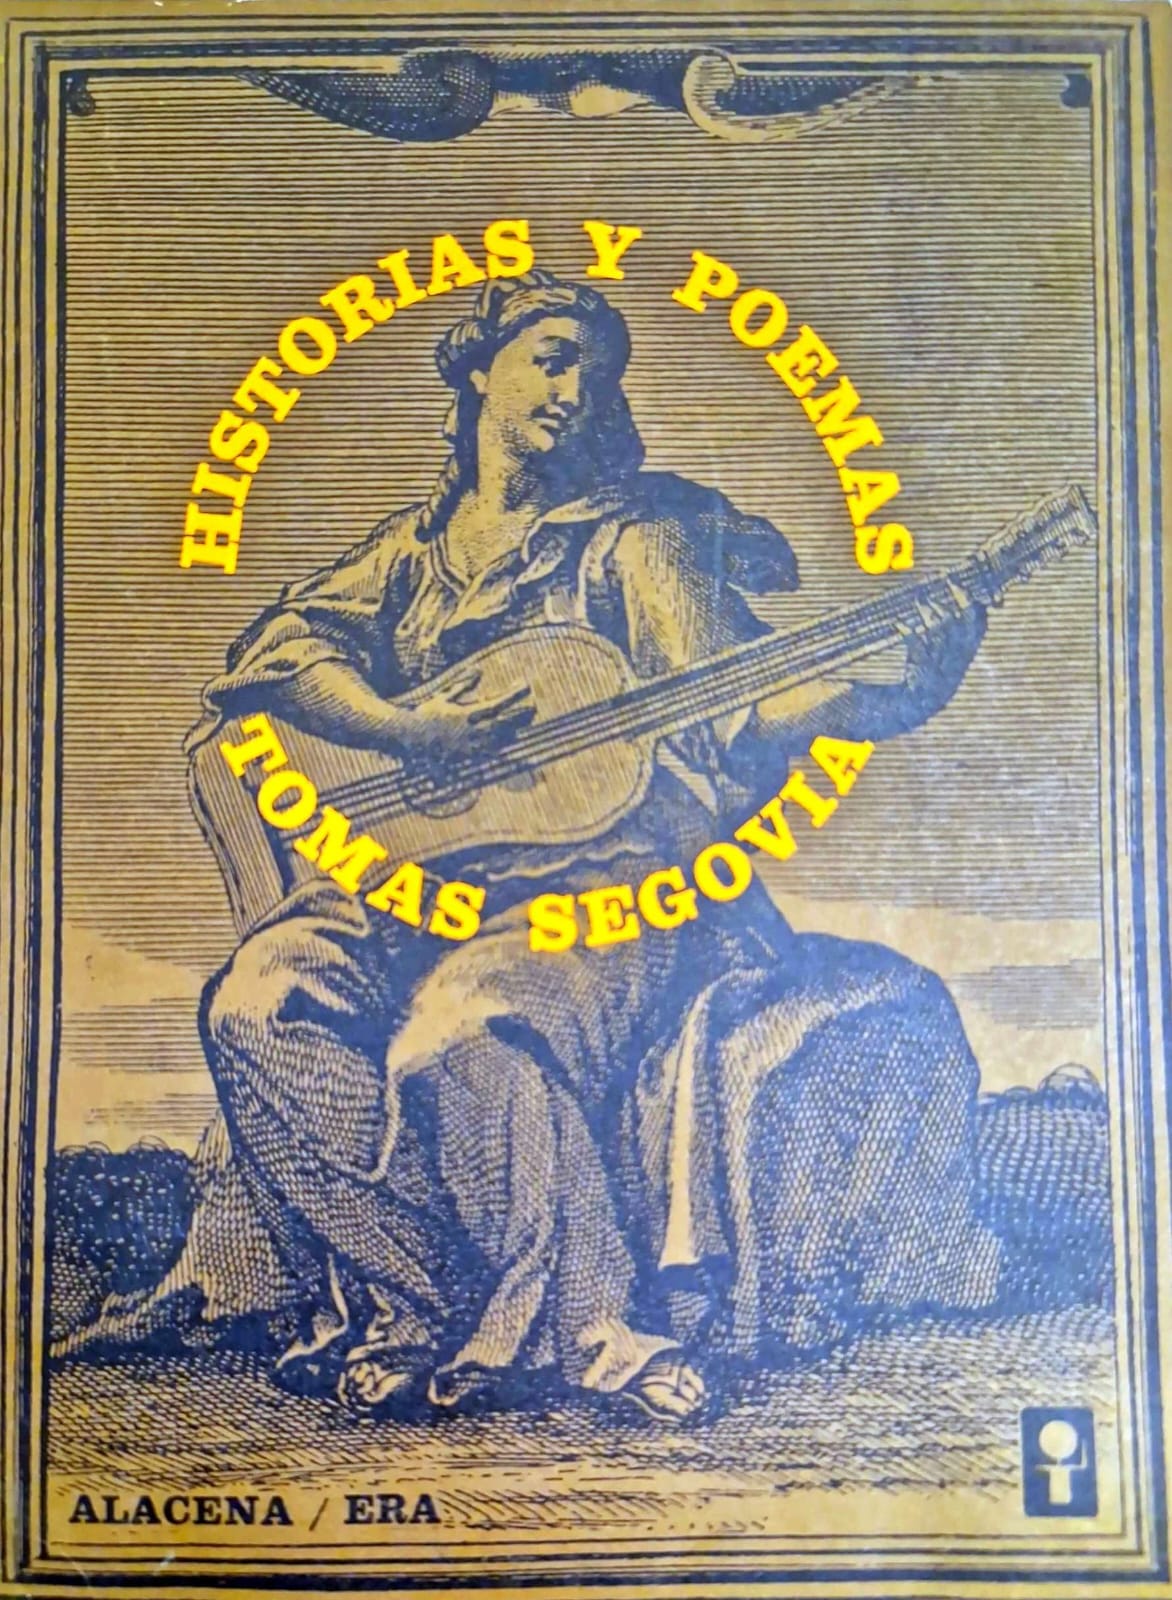 HISTORIAS Y POEMAS
TOMAS SEGOVIA
ALACENA / ERA